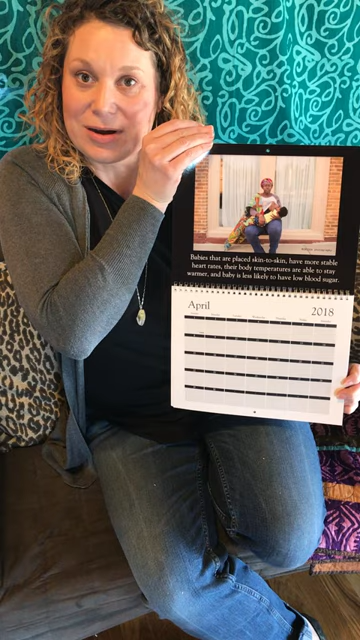 Babies that are placed skin-to-skin, have more stable
heart rates, their body temperatures are able to stay
warmer, and baby is less likely to have low blood sugar.
April 2018